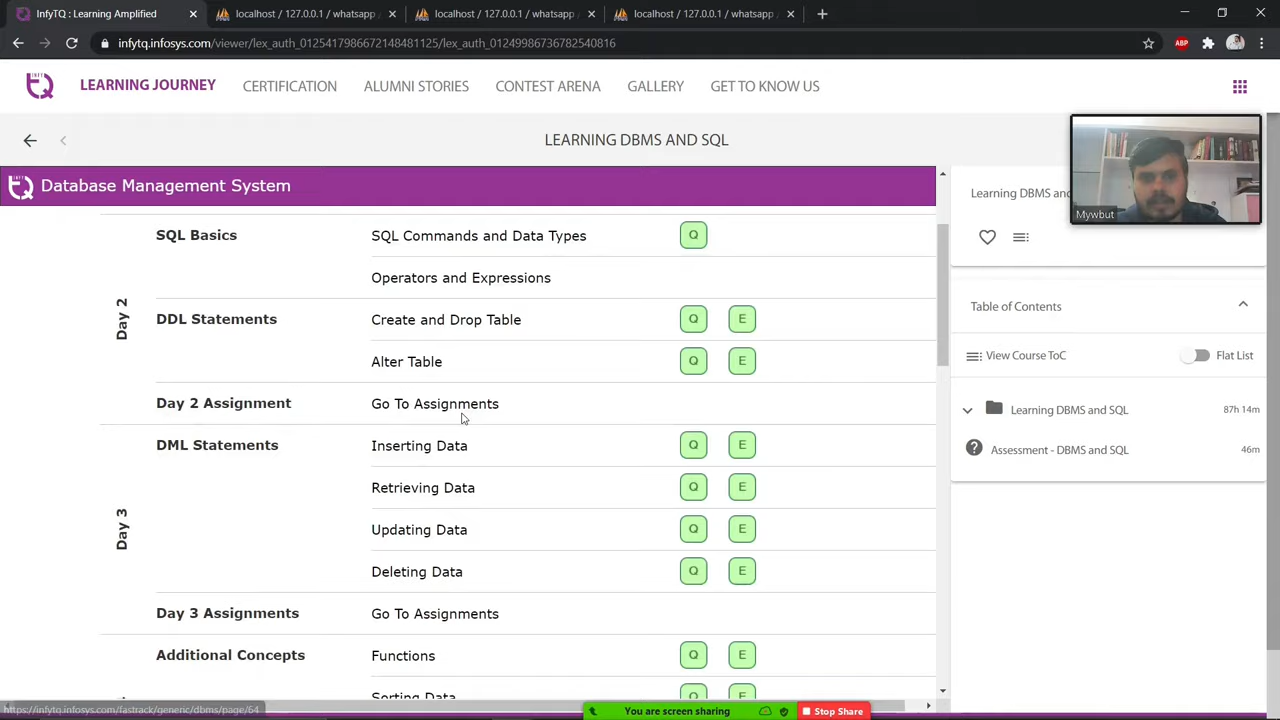 InfyTQ - Learning Amplified
localhost / 127.0.0.1 / whatsapp
localhost / 127.0.0.1 / whatsapp
localhost / 127.0.0.1 / whatsapp
infytq.infosys.com/viewer/lex_auth_0125417986672148481125/lex_auth_01249986736782540816
ABP
LEARNING JOURNEY
CERTIFICATION
ALUMNI STORIES
CONTEST ARENA
GALLERY
GET TO KNOW US
LEARNING DBMS AND SQL
Mywbut
Database Management System
Learning DBMS an
Day 2
SQL Basics
SQL Commands and Data Types
Q
Operators and Expressions
DDL Statements
Create and Drop Table
Q E
Alter Table
Q E
Day 2 Assignment
Go To Assignments
Day 3
DML Statements
Inserting Data
Q E
Retrieving Data
Q E
Updating Data
Q E
Deleting Data
Q E
Day 3 Assignments
Go To Assignments
Additional Concepts
Functions
Q E
Sorting Data
Table of Contents
View Course ToC
Flat List
Learning DBMS and SQL
87h 14m
Assessment - DBMS and SQL
46m
https://infytq.infosys.com/fastrack/generic/dbms/page/64
You are screen sharing
Stop Share